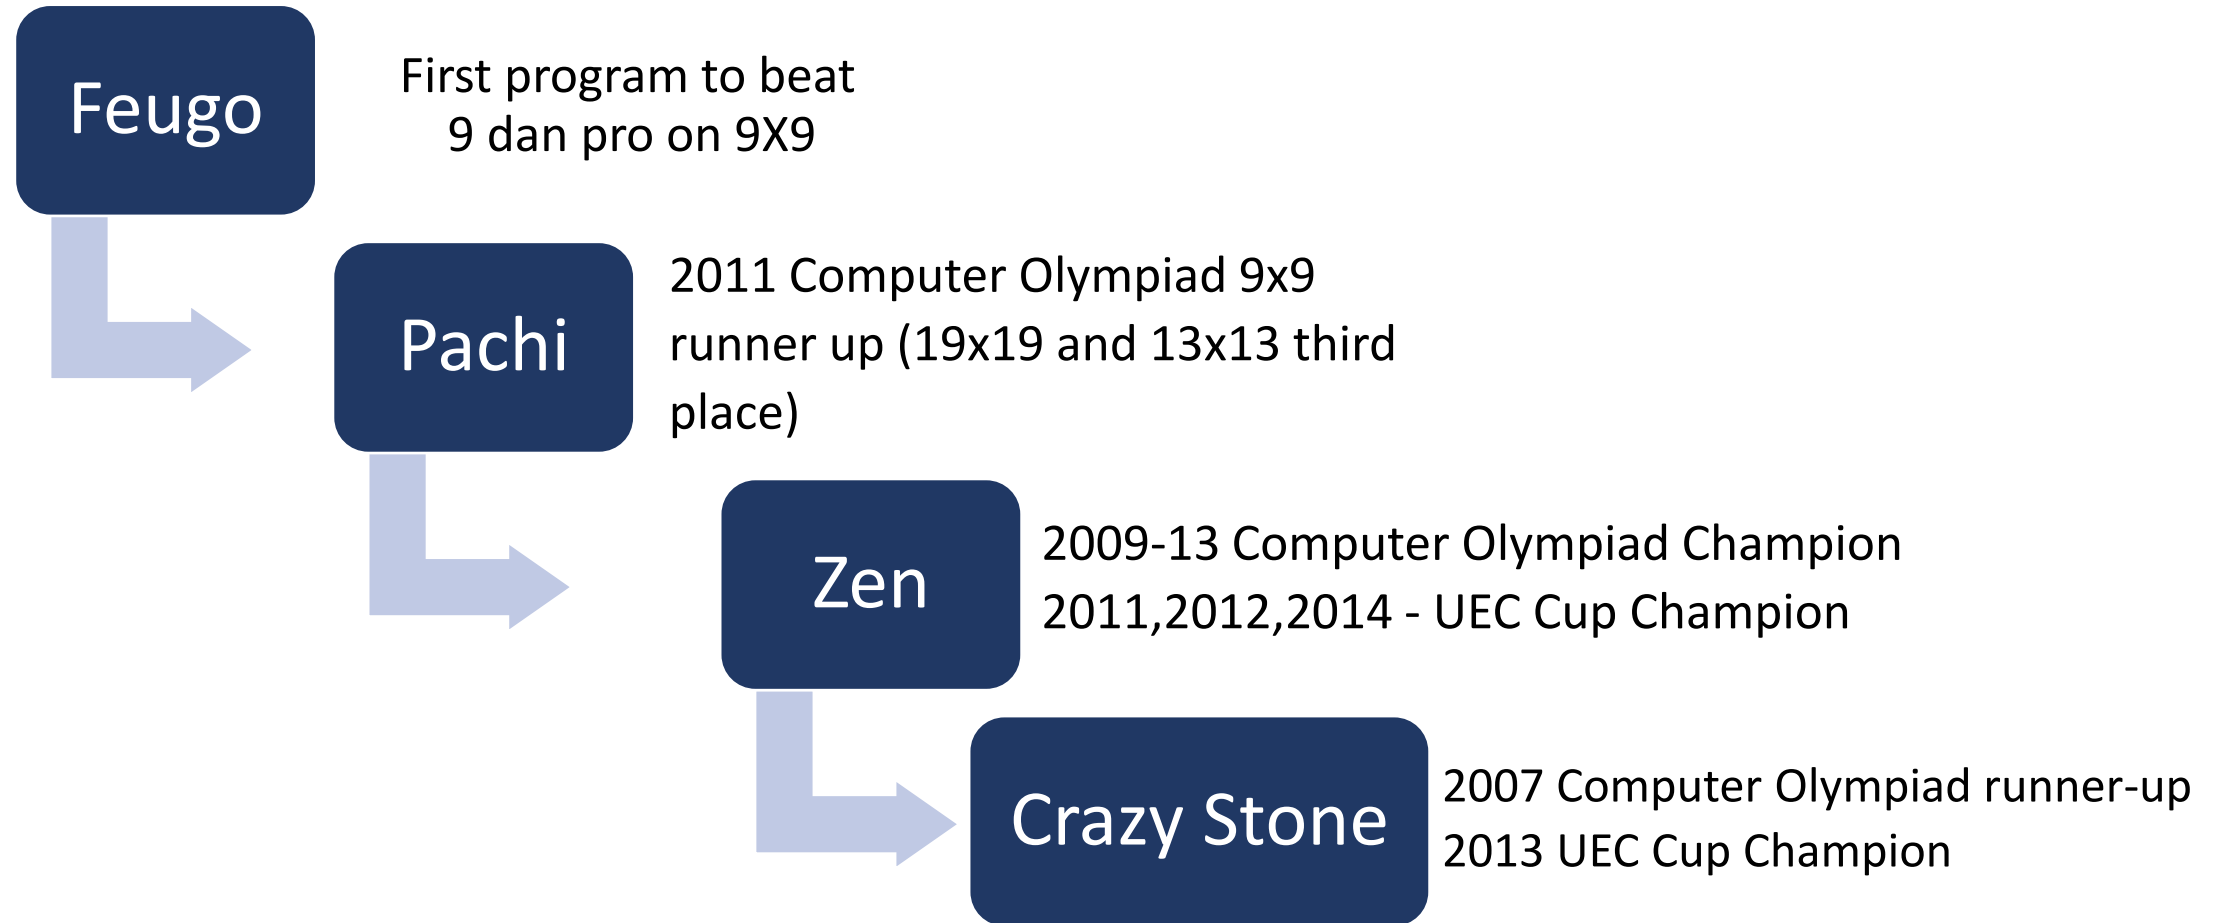 Feugo
First program to beat
9 dan pro on 9X9
Pachi
2011 Computer Olympiad 9x9
runner up (19x19 and 13x13 third
place)
Zen
2009-13 Computer Olympiad Champion
2011,2012,2014 - UEC Cup Champion
Crazy Stone
2007 Computer Olympiad runner-up
2013 UEC Cup Champion